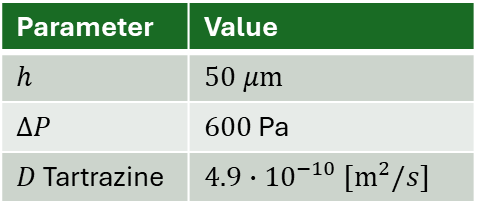 Parameter Value
h 50 μm
ΔP 600 Pa
D Tartrazine 4.9 · 10⁻¹⁰ [m²/s]